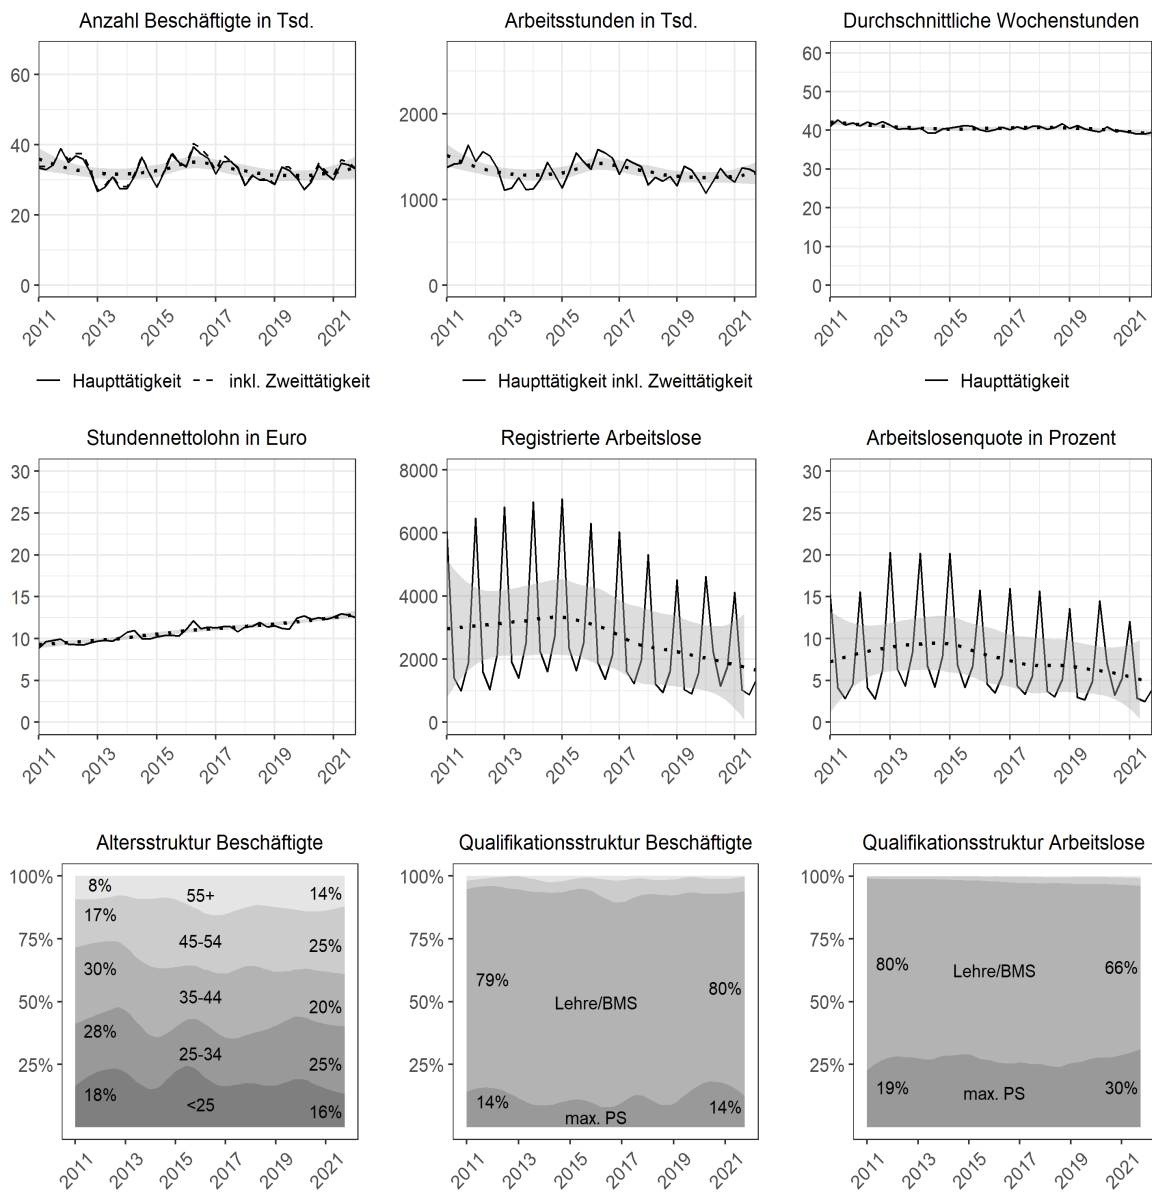 Anzahl Beschäftigte in Tsd.
60
40
20
0
2011 2013 2015 2017 2019 2021
Haupttätigkeit inkl. Zweittätigkeit
Arbeitsstunden in Tsd.
2000
1000
0
2011 2013 2015 2017 2019 2021
Haupttätigkeit inkl. Zweittätigkeit
Durchschnittliche Wochenstunden
60
50
40
30
20
10
0
2011 2013 2015 2017 2019 2021
Haupttätigkeit
Stundennettolohn in Euro
30
25
20
15
10
5
0
2011 2013 2015 2017 2019 2021
Registrierte Arbeitslose
8000
6000
4000
2000
0
2011 2013 2015 2017 2019 2021
Arbeitslosenquote in Prozent
30
25
20
15
10
5
0
2011 2013 2015 2017 2019 2021
Altersstruktur Beschäftigte
100%
75%
50%
25%
8% 55+ 14%
17% 45-54 25%
30% 35-44 20%
28% 25-34 25%
18% <25 16%
2011 2013 2015 2017 2019 2021
Qualifikationsstruktur Beschäftigte
100%
75%
50%
25%
79% Lehre/BMS 80%
14% max. PS 14%
2011 2013 2015 2017 2019 2021
Qualifikationsstruktur Arbeitslose
100%
75%
50%
25%
80% Lehre/BMS 66%
19% max. PS 30%
2011 2013 2015 2017 2019 2021